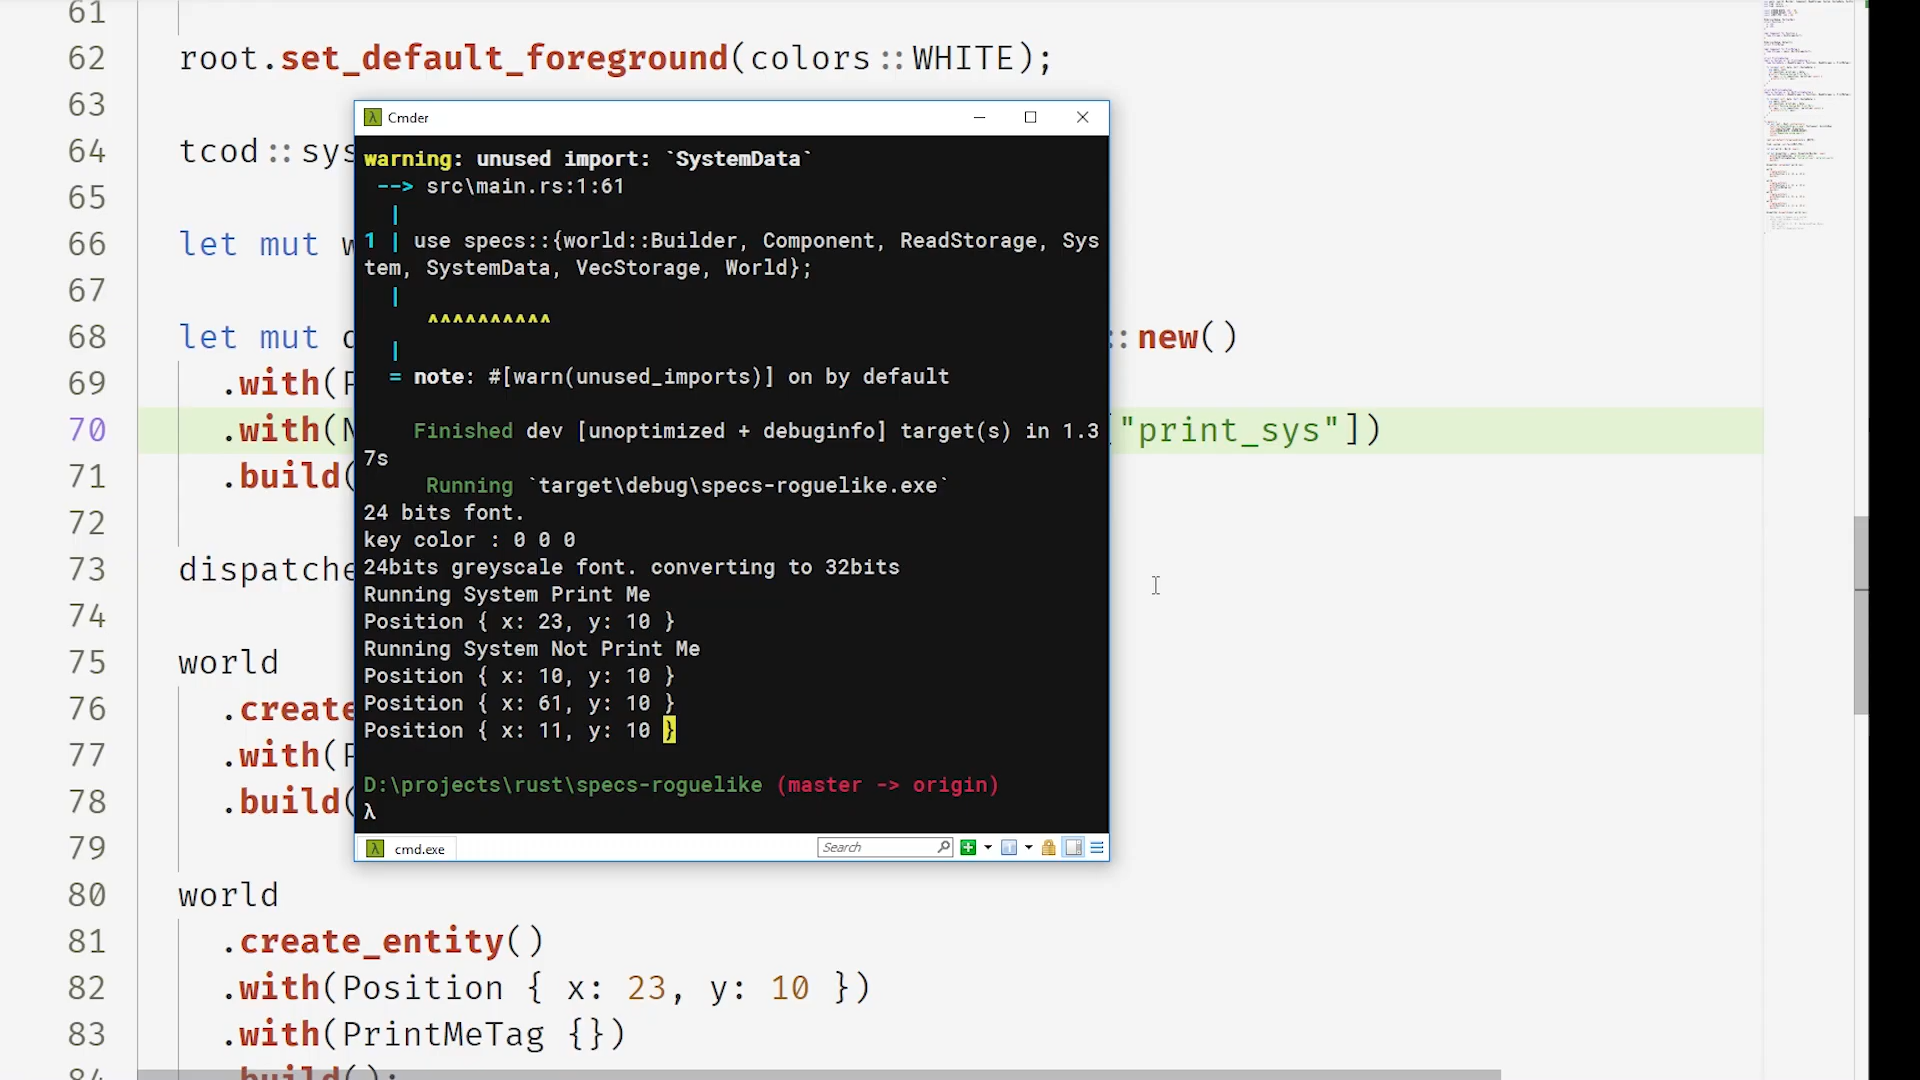 61
62 root.set_default_foreground(colors::WHITE);
63
64 tcod::sys
65
66 let mut w
67
68 let mut d ::new()
69 .with(P
70 .with(N ["print_sys"])
71 .build(
72
73 dispatche
74
75 world
76 .create
77 .with(P
78 .build(
79
80 world
81 .create_entity()
82 .with(Position { x: 23, y: 10 })
83 .with(PrintMeTag {})
84 .build();
λ Cmder
warning: unused import: `SystemData`
--> src\main.rs:1:61
|
1 | use specs::{world::Builder, Component, ReadStorage, Sys
tem, SystemData, VecStorage, World};
|
^^^^^^^^^^
|
= note: #[warn(unused_imports)] on by default
Finished dev [unoptimized + debuginfo] target(s) in 1.3
7s
Running `target\debug\specs-roguelike.exe`
24 bits font.
key color : 0 0 0
24bits greyscale font. converting to 32bits
Running System Print Me
Position { x: 23, y: 10 }
Running System Not Print Me
Position { x: 10, y: 10 }
Position { x: 61, y: 10 }
Position { x: 11, y: 10 }
D:\projects\rust\specs-roguelike (master -> origin)
λ
λ cmd.exe Search